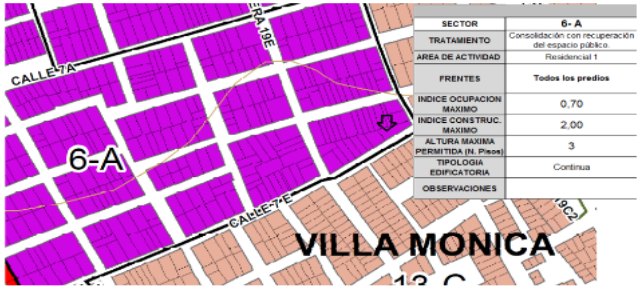 SECTOR 6- A
TRATAMIENTO Consolidación con recuperación
del espacio público.
AREA DE ACTIVIDAD Residencial 1
FRENTES Todos los predios
INDICE OCUPACION
MAXIMO 0,70
INDICE CONSTRUC.
MAXIMO 2,00
ALTURA MAXIMA
PERMITIDA (N. Pisos) 3
TIPOLOGIA
EDIFICATORIA Continua
OBSERVACIONES
ERA 19E
CALLE 7A
6-A
CALLE 7 E
19C2
VILLA MONICA
13-C